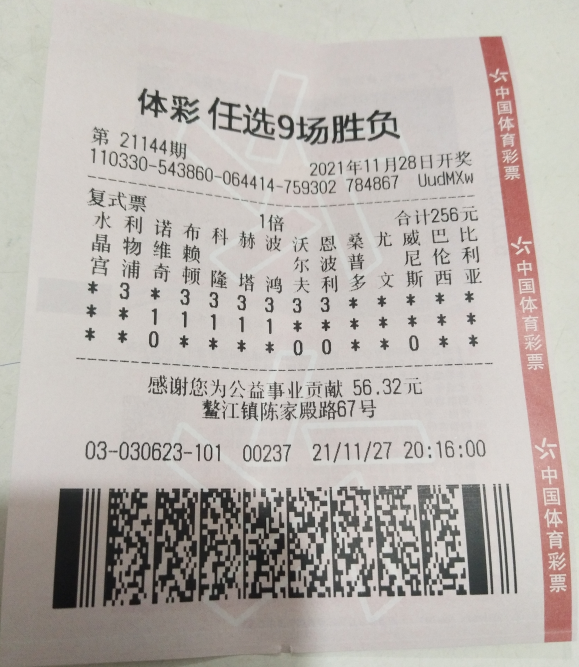 体彩 任选9场胜负
第 21144期
2021年11月28日开奖
110330-543860-064414-759302 784867 UudMXw
复式票 1倍 合计256元
水 利 诺 布 科 赫 波 沃 恩 桑 尤 威 巴 比
晶 物 维 赖 尔 波 普 尼 伦 利
宫 浦 奇 顿 隆 塔 鸿 夫 利 多 文 斯 西 亚
* 3 * 3 3 3 3 3 3 * * * * *
* * 1 1 1 1 1 * * * * * * *
* * 0 * * * * 0 0 * * 0 * *
感谢您为公益事业贡献 56.32元
鳌江镇陈家殿路67号
03-030623-101 00237 21/11/27 20:16:00
中国体育彩票
中国体育彩票
中国体育彩票